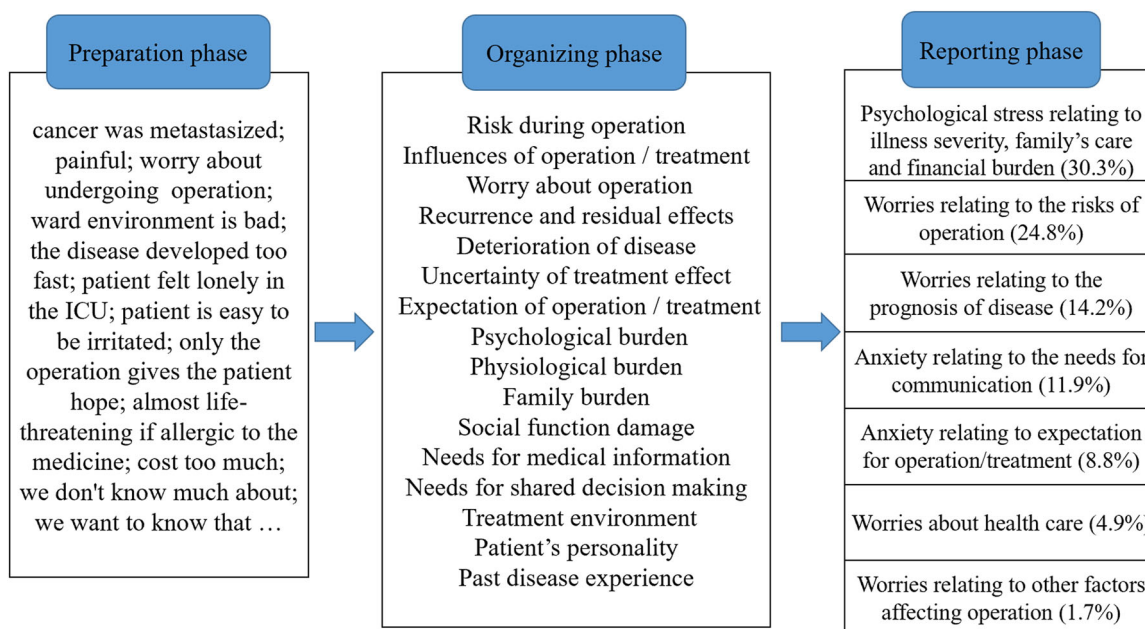 Preparation phase
cancer was metastasized;
painful; worry about
undergoing operation;
ward environment is bad;
the disease developed too
fast; patient felt lonely in
the ICU; patient is easy to
be irritated; only the
operation gives the patient
hope; almost life-
threatening if allergic to the
medicine; cost too much;
we don't know much about;
we want to know that …
Organizing phase
Risk during operation
Influences of operation / treatment
Worry about operation
Recurrence and residual effects
Deterioration of disease
Uncertainty of treatment effect
Expectation of operation / treatment
Psychological burden
Physiological burden
Family burden
Social function damage
Needs for medical information
Needs for shared decision making
Treatment environment
Patient’s personality
Past disease experience
Reporting phase
Psychological stress relating to
illness severity, family’s care
and financial burden (30.3%)
Worries relating to the risks of
operation (24.8%)
Worries relating to the
prognosis of disease (14.2%)
Anxiety relating to the needs for
communication (11.9%)
Anxiety relating to expectation
for operation/treatment (8.8%)
Worries about health care (4.9%)
Worries relating to other factors
affecting operation (1.7%)